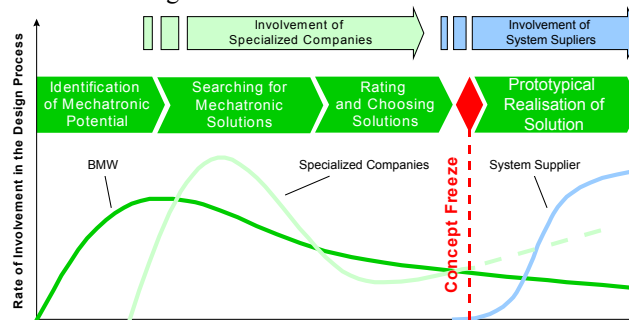 Involvement of
Specialized Companies
Involvement of
System Supliers
Identification
of Mechatronic
Potential
Searching for
Mechatronic
Solutions
Rating
and Choosing
Solutions
Prototypical
Realisation of
Solution
BMW
Specialized Companies
System Supplier
Concept Freeze
Rate of Involvement in the Design Process